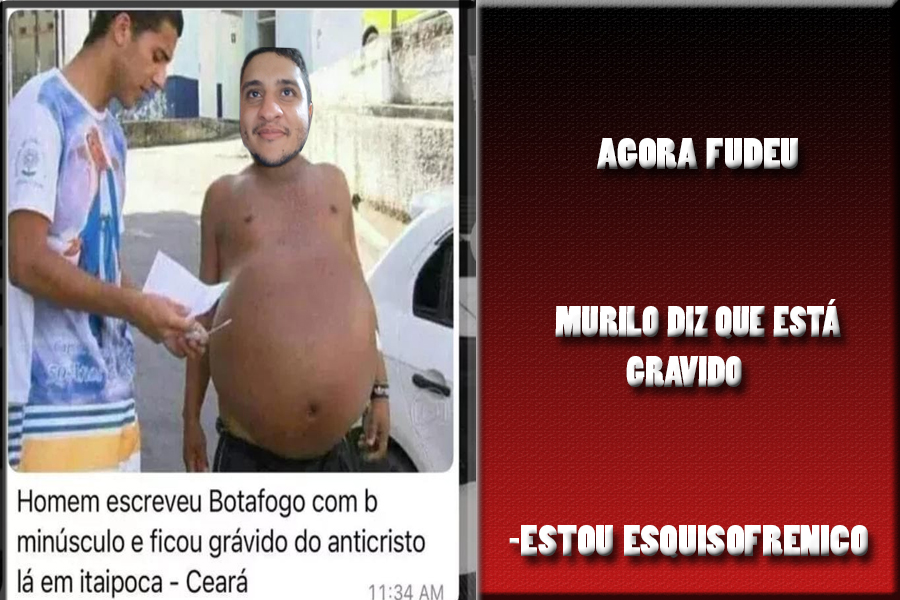 Homem escreveu Botafogo com b
minúsculo e ficou grávido do anticristo
lá em itaipoca - Ceará
11:34 AM
AGORA FUDEU
MURILO DIZ QUE ESTÁ
GRAVIDO
-ESTOU ESQUISOFRENICO